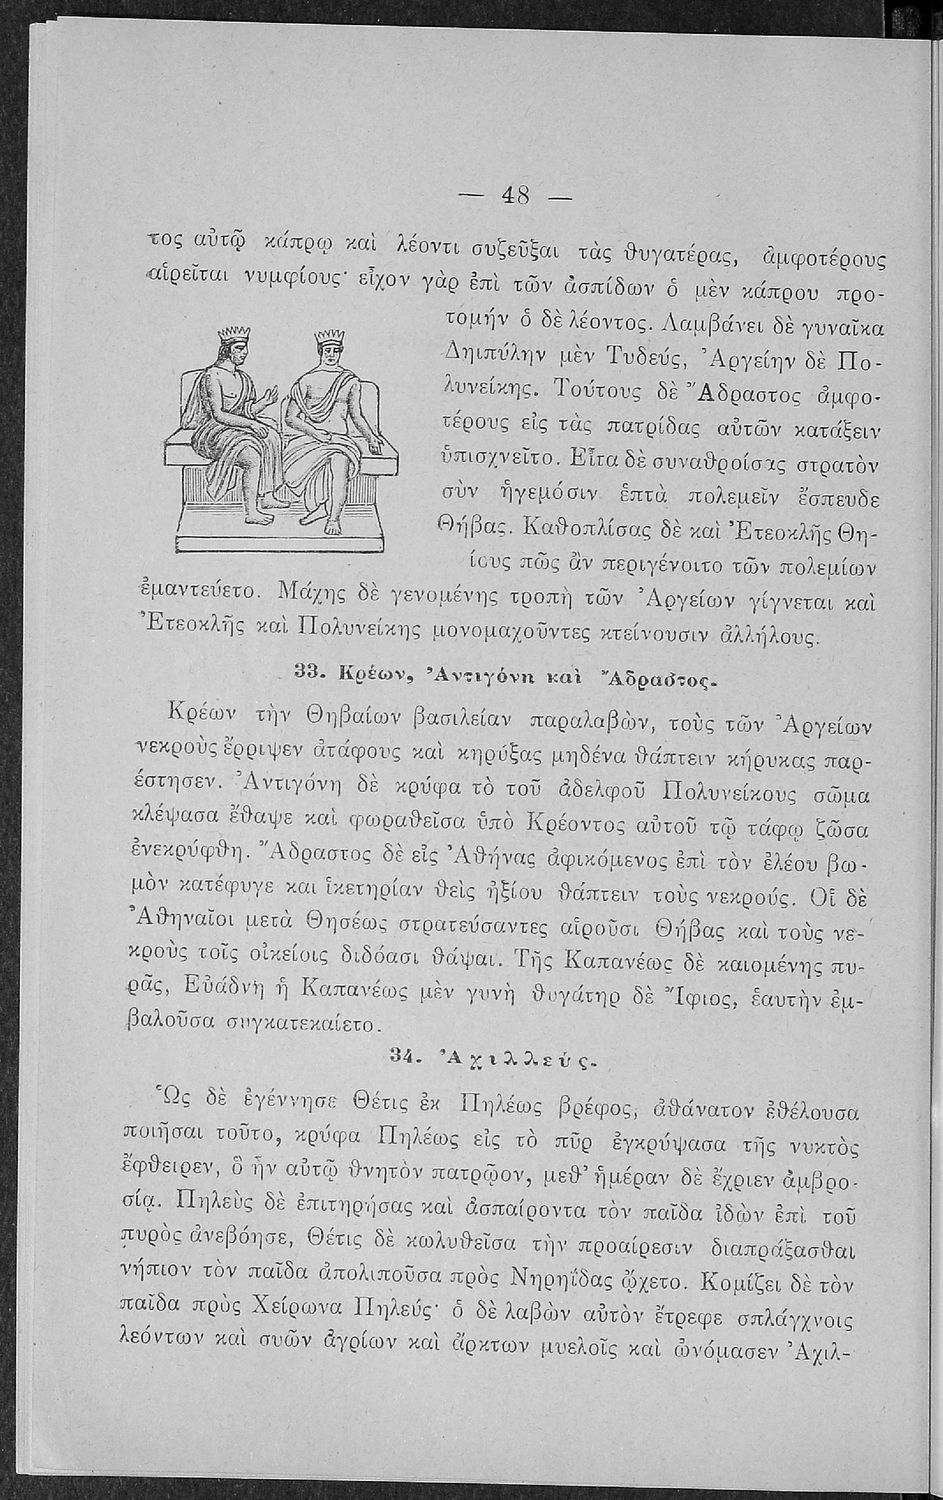 — 48 —
τος αὐτῷ κάπρῳ καὶ λέοντι συζεῦξαι τὰς θυγατέρας, ἀμφοτέρους
αἱρεῖται νυμφίους· εἶχον γὰρ ἐπὶ τῶν ἀσπίδων ὁ μὲν κάπρου προ-
τομήν ὁ δὲ λέοντος. Λαμβάνει δὲ γυναῖκα
Δηιπύλην μὲν Τυδεύς, Ἀργείην δὲ Πο-
λυνείκης. Τούτους δὲ Ἄδραστος ἀμφο-
τέρους εἰς τὰς πατρίδας αὐτῶν κατάξειν
ὑπισχνεῖτο. Εἶτα δὲ συναθροίσας στρατὸν
σὺν ἡγεμόσιν ἑπτὰ πολεμεῖν ἔσπευδε
Θήβας. Καθοπλίσας δὲ καὶ Ἐτεοκλῆς Θη-
ίους πῶς ἂν περιγένοιτο τῶν πολεμίων
ἐμαντεύετο. Μάχης δὲ γενομένης τροπὴ τῶν Ἀργείων γίγνεται καὶ
Ἐτεοκλῆς καὶ Πολυνείκης μονομαχοῦντες κτείνουσιν ἀλλήλους.
33. Κρέων, Ἀντιγόνη καὶ Ἄδραστος.
Κρέων τὴν Θηβαίων βασιλείαν παραλαβὼν, τοὺς τῶν Ἀργείων
νεκροὺς ἔρριψεν ἀτάφους καὶ κηρύξας μηδένα θάπτειν κήρυκας παρ-
έστησεν. Ἀντιγόνη δὲ κρύφα τὸ τοῦ ἀδελφοῦ Πολυνείκους σῶμα
κλέψασα ἔθαψε καὶ φωραθεῖσα ὑπὸ Κρέοντος αὐτοῦ τῷ τάφῳ ζῶσα
ἐνεκρύφθη. Ἄδραστος δὲ εἰς Ἀθήνας ἀφικόμενος ἐπὶ τὸν ἐλέου βω-
μὸν κατέφυγε και ἱκετηρίαν θεὶς ἠξίου θάπτειν τοὺς νεκρούς. Οἱ δὲ
Ἀθηναῖοι μετὰ Θησέως στρατεύσαντες αἱροῦσι Θήβας καὶ τοὺς νε-
κροὺς τοῖς οἰκείοις διδόασι θάψαι. Τῆς Καπανέως δὲ καιομένης πυ-
ρᾶς, Εὐάδνη ἡ Καπανέως μὲν γυνὴ θυγάτηρ δὲ Ἴφιος, ἑαυτὴν ἐμ-
βαλοῦσα συγκατεκαίετο.
34. Ἀχιλλεύς.
Ὡς δὲ ἐγέννησε Θέτις ἐκ Πηλέως βρέφος, ἀθάνατον ἐθέλουσα
ποιῆσαι τοῦτο, κρύφα Πηλέως εἰς τὸ πῦρ ἐγκρύψασα τῆς νυκτὸς
ἔφθειρεν, ὃ ἦν αὐτῷ θνητὸν πατρῷον, μεθ' ἡμέραν δὲ ἔχριεν ἀμβρο-
σίᾳ. Πηλεὺς δὲ ἐπιτηρήσας καὶ ἀσπαίροντα τὸν παῖδα ἰδὼν ἐπὶ τοῦ
πυρὸς ἀνεβόησε, Θέτις δὲ κωλυθεῖσα τὴν προαίρεσιν διαπράξασθαι
νήπιον τὸν παῖδα ἀπολιποῦσα πρὸς Νηρηΐδας ᾤχετο. Κομίζει δὲ τὸν
παῖδα πρὸς Χείρωνα Πηλεύς· ὁ δὲ λαβὼν αὐτὸν ἔτρεφε σπλάγχνοις
λεόντων καὶ συῶν ἀγρίων καὶ ἄρκτων μυελοῖς καὶ ὠνόμασεν Ἀχιλ-